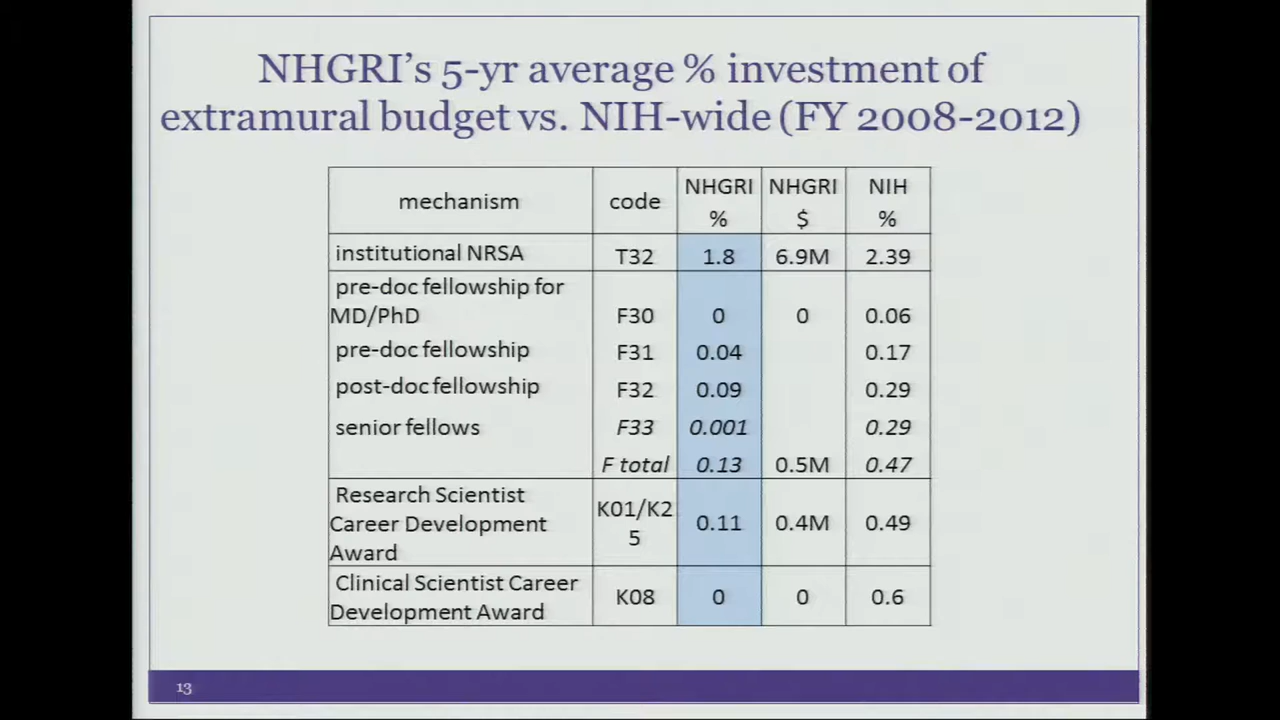 NHGRI's 5-yr average % investment of
extramural budget vs. NIH-wide (FY 2008-2012)
mechanism code NHGRI % NHGRI $ NIH %
institutional NRSA T32 1.8 6.9M 2.39
pre-doc fellowship for
MD/PhD F30 0 0 0.06
pre-doc fellowship F31 0.04 0.17
post-doc fellowship F32 0.09 0.29
senior fellows F33 0.001 0.29
F total 0.13 0.5M 0.47
Research Scientist
Career Development
Award K01/K25 0.11 0.4M 0.49
Clinical Scientist Career
Development Award K08 0 0 0.6
13